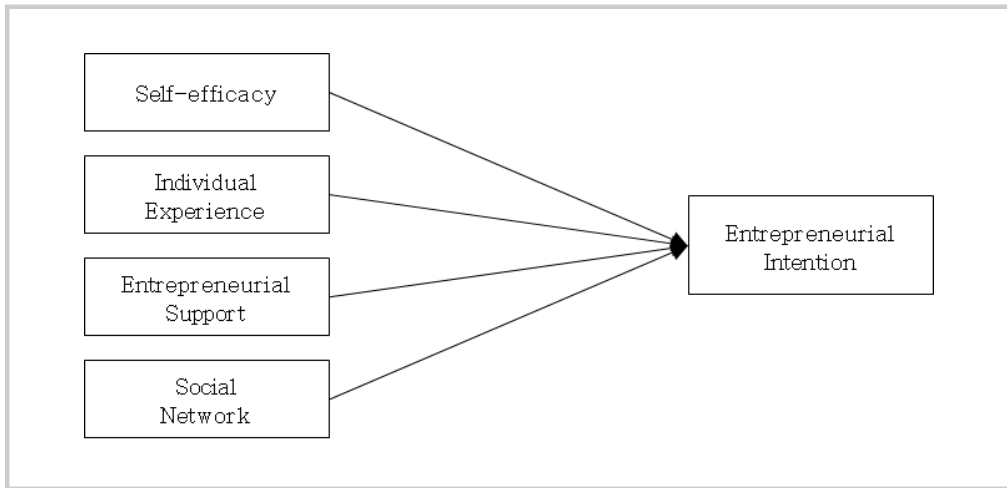 Self-efficacy
Individual
Experience
Entrepreneurial
Support
Social
Network
Entrepreneurial
Intention